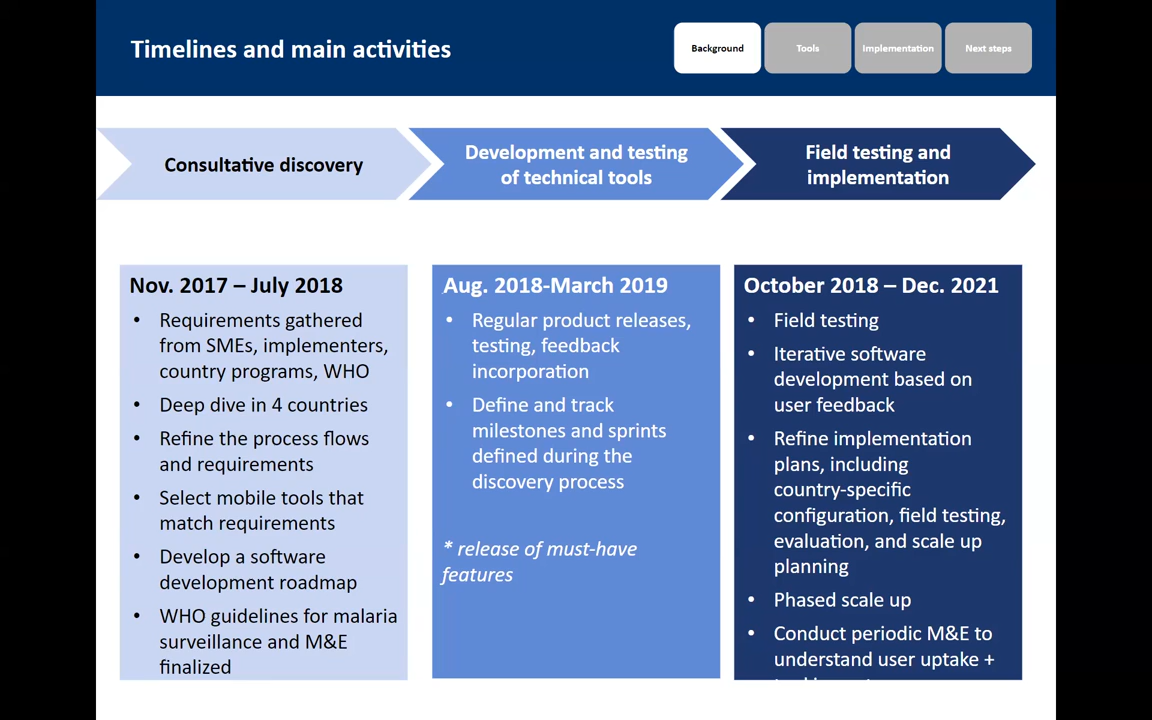 Timelines and main activities
Background
Tools
Implementation
Next steps
Consultative discovery
Development and testing
of technical tools
Field testing and
implementation
Nov. 2017 – July 2018
• Requirements gathered
from SMEs, implementers,
country programs, WHO
• Deep dive in 4 countries
• Refine the process flows
and requirements
• Select mobile tools that
match requirements
• Develop a software
development roadmap
• WHO guidelines for malaria
surveillance and M&E
finalized
Aug. 2018-March 2019
• Regular product releases,
testing, feedback
incorporation
• Define and track
milestones and sprints
defined during the
discovery process
* release of must-have
features
October 2018 – Dec. 2021
• Field testing
• Iterative software
development based on
user feedback
• Refine implementation
plans, including
country-specific
configuration, field testing,
evaluation, and scale up
planning
• Phased scale up
• Conduct periodic M&E to
understand user uptake +